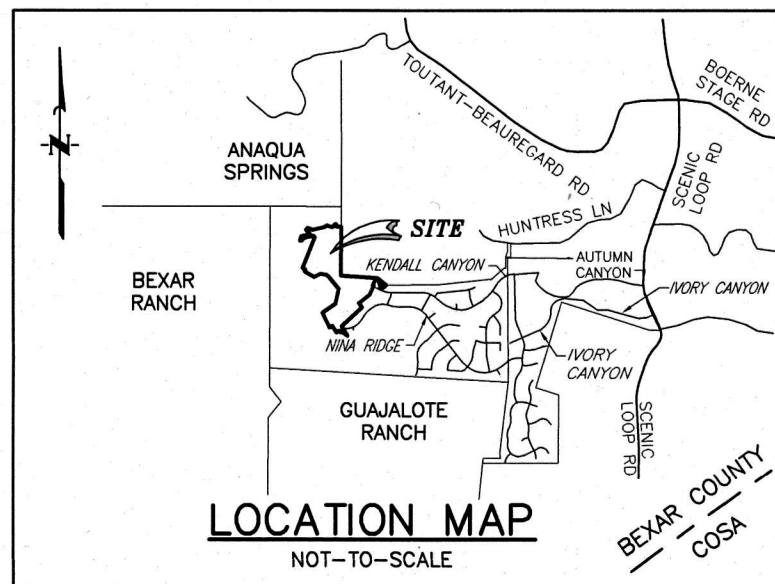 N
TOUTANT-BEAUREGARD RD
BOERNE
STAGE RD
ANAQUA
SPRINGS
SCENIC
LOOP RD
HUNTRESS LN
SITE
KENDALL CANYON
AUTUMN
CANYON
BEXAR
RANCH
IVORY CANYON
NINA RIDGE
IVORY
CANYON
GUAJALOTE
RANCH
SCENIC
LOOP RD
LOCATION MAP
NOT-TO-SCALE
BEXAR COUNTY
COSA